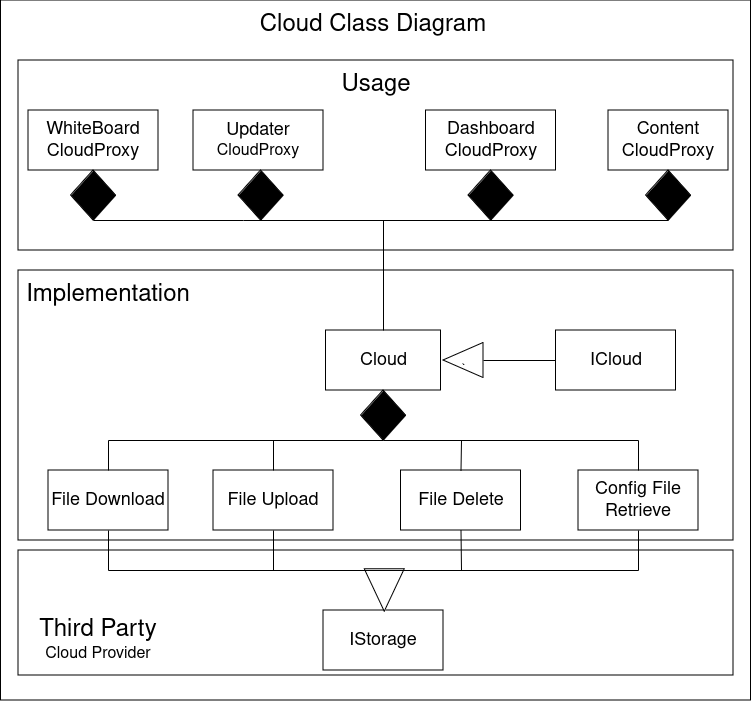 Cloud Class Diagram
Usage
WhiteBoard
CloudProxy
Updater
CloudProxy
Dashboard
CloudProxy
Content
CloudProxy
Implementation
Cloud
ICloud
File Download
File Upload
File Delete
Config File
Retrieve
Third Party
Cloud Provider
IStorage